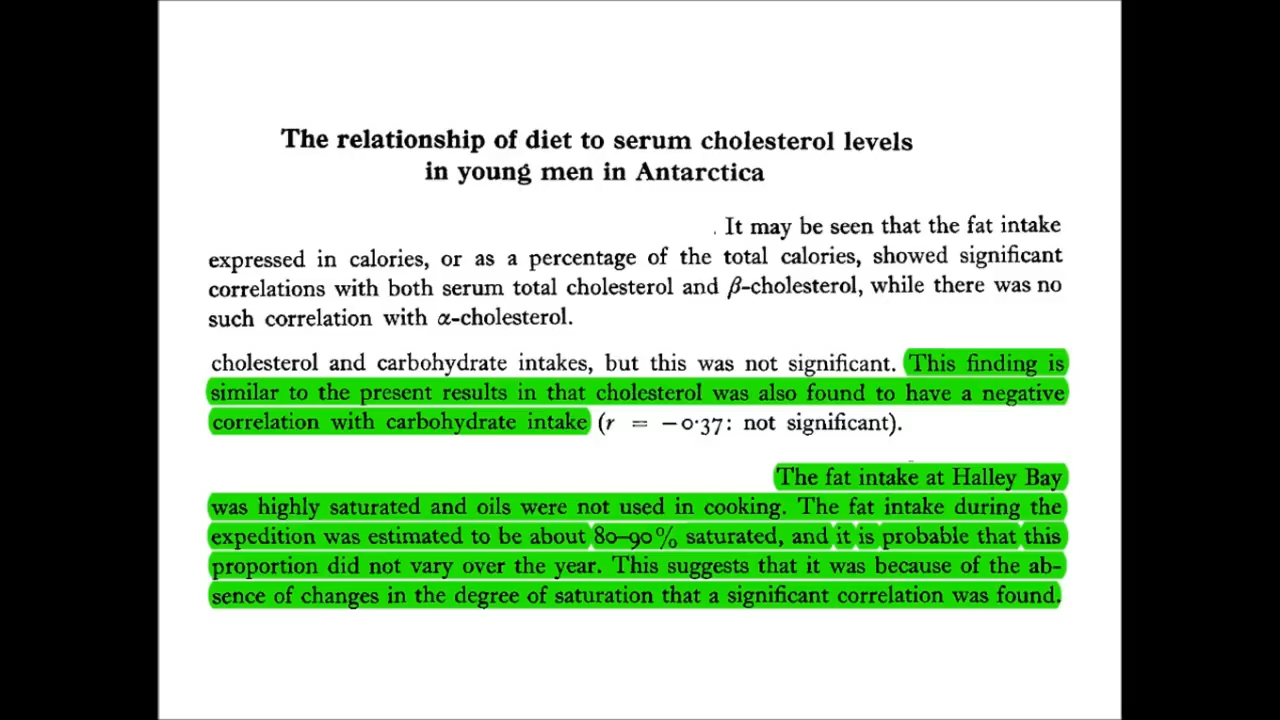 The relationship of diet to serum cholesterol levels
in young men in Antarctica
. It may be seen that the fat intake
expressed in calories, or as a percentage of the total calories, showed significant
correlations with both serum total cholesterol and β-cholesterol, while there was no
such correlation with α-cholesterol.
cholesterol and carbohydrate intakes, but this was not significant. This finding is
similar to the present results in that cholesterol was also found to have a negative
correlation with carbohydrate intake (r = −0·37: not significant).
The fat intake at Halley Bay
was highly saturated and oils were not used in cooking. The fat intake during the
expedition was estimated to be about 80–90% saturated, and it is probable that this
proportion did not vary over the year. This suggests that it was because of the ab-
sence of changes in the degree of saturation that a significant correlation was found.